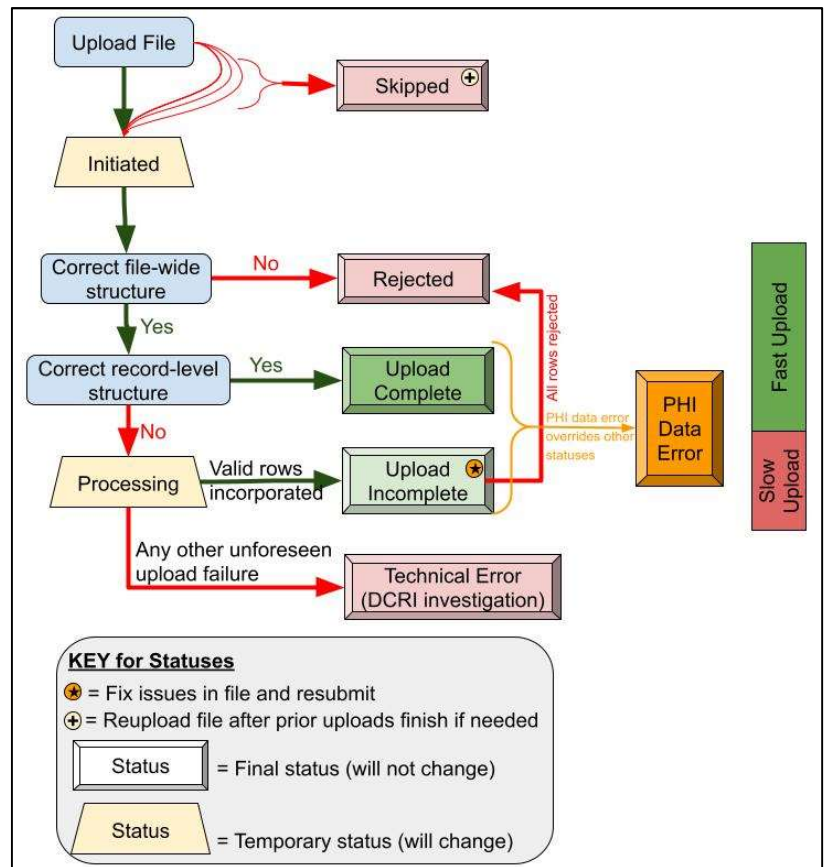 Upload File
Skipped
Initiated
Correct file-wide
structure
No
Rejected
Yes
Correct record-level
structure
Yes
Upload
Complete
All rows rejected
PHI data error
overrides other
statuses
PHI
Data
Error
Fast Upload
Slow
Upload
No
Processing
Valid rows
incorporated
Upload
Incomplete
Any other unforeseen
upload failure
Technical Error
(DCRI investigation)
KEY for Statuses
= Fix issues in file and resubmit
= Reupload file after prior uploads finish if needed
Status
= Final status (will not change)
Status
= Temporary status (will change)